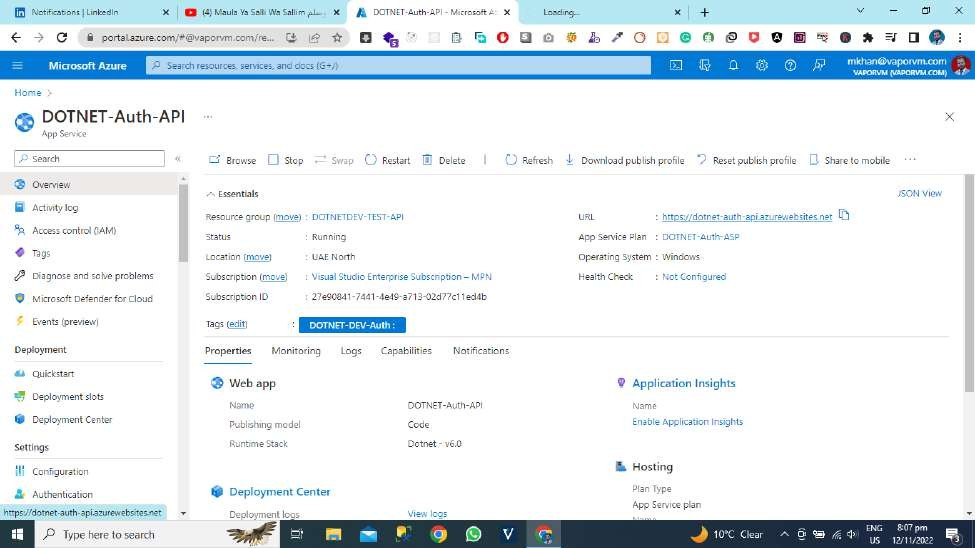 Notifications | LinkedIn
(4) Maula Ya Salli Wa Sallim وسلم
DOTNET-Auth-API - Microsoft A
Loading...
portal.azure.com/#@vaporvm.com/re...
Microsoft Azure
Search resources, services, and docs (G+/)
mkhan@vaporvm.com
VAPORVM (VAPORVM.COM)
Home
DOTNET-Auth-API
App Service
Search
Browse
Stop
Swap
Restart
Delete
Refresh
Download publish profile
Reset publish profile
Share to mobile
Overview
Activity log
Access control (IAM)
Tags
Diagnose and solve problems
Microsoft Defender for Cloud
Events (preview)
Deployment
Quickstart
Deployment slots
Deployment Center
Settings
Configuration
Authentication
https://dotnet-auth-api.azurewebsites.net
Essentials
JSON View
Resource group (move) : DOTNETDEV-TEST-API
Status : Running
Location (move) : UAE North
Subscription (move) : Visual Studio Enterprise Subscription – MPN
Subscription ID : 27e90841-7441-4e49-a713-02d77c11ed4b
URL : https://dotnet-auth-api.azurewebsites.net
App Service Plan : DOTNET-Auth-ASP
Operating System : Windows
Health Check : Not Configured
Tags (edit) : DOTNET-DEV-Auth :
Properties
Monitoring
Logs
Capabilities
Notifications
Web app
Name DOTNET-Auth-API
Publishing model Code
Runtime Stack Dotnet - v6.0
Deployment Center
Deployment logs View logs
Application Insights
Name
Enable Application Insights
Hosting
Plan Type
App Service plan
Name
Type here to search
10°C Clear
ENG
US
8:07 pm
12/11/2022
3